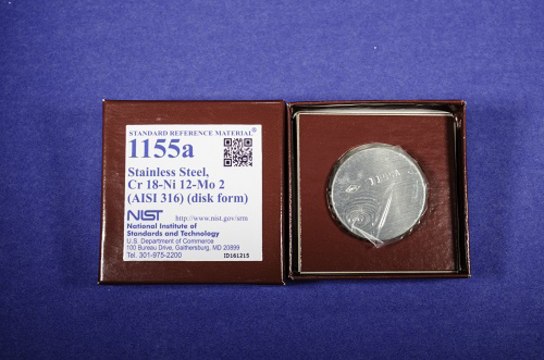 STANDARD REFERENCE MATERIAL®
1155a
Stainless Steel,
Cr 18-Ni 12-Mo 2
(AISI 316) (disk form)
NIST http://www.nist.gov/srm
National Institute of
Standards and Technology
U.S. Department of Commerce
100 Bureau Drive, Gaithersburg, MD 20899
Tel. 301-975-2200 ID161215
1155A